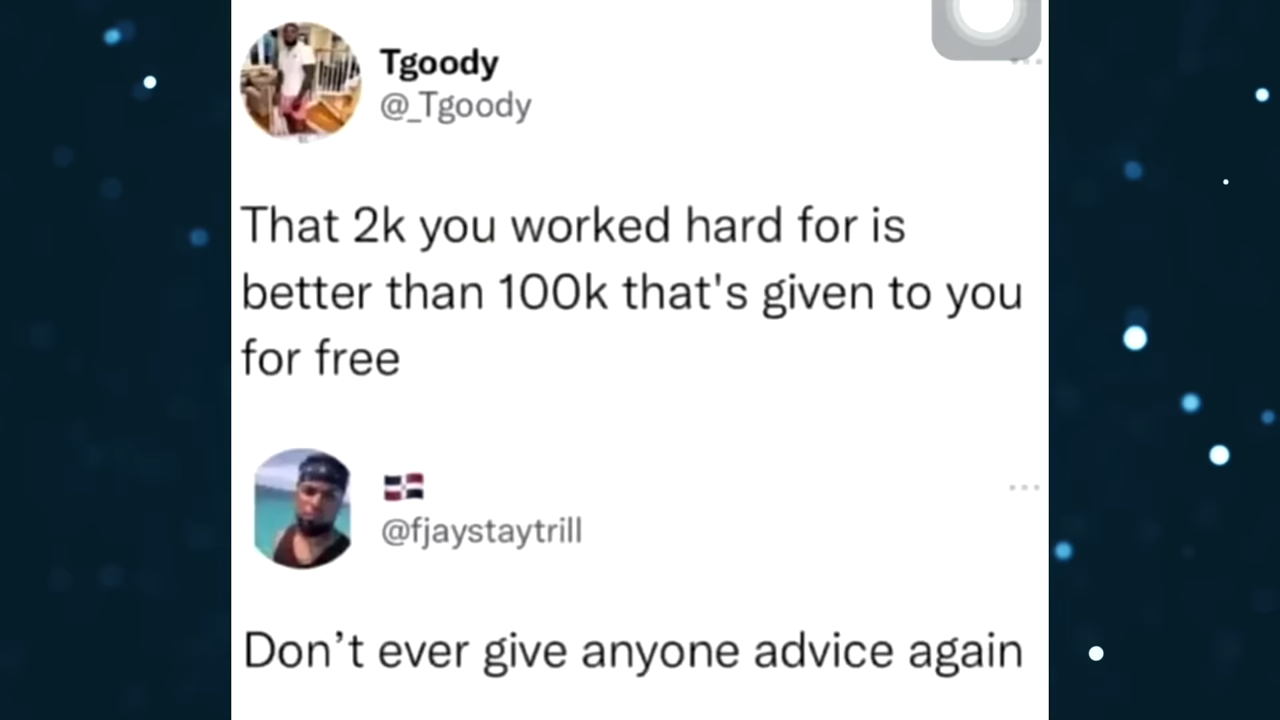 Tgoody
@_Tgoody
That 2k you worked hard for is
better than 100k that's given to you
for free
@fjaystaytrill
Don’t ever give anyone advice again